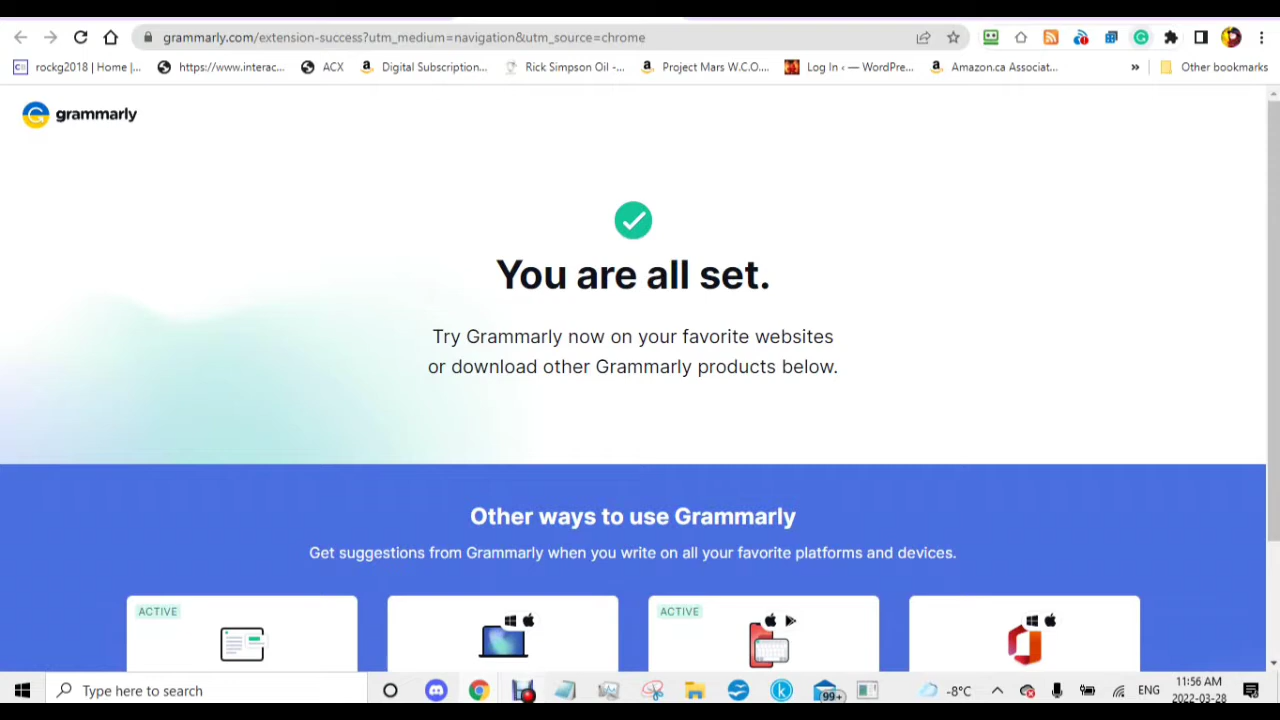 grammarly.com/extension-success?utm_medium=navigation&utm_source=chrome
rockg2018 | Home |... https://www.interac... ACX Digital Subscription... Rick Simpson Oil -... Project Mars W.C.O.... Log In ‹ — WordPre... Amazon.ca Associat... » Other bookmarks
grammarly
You are all set.
Try Grammarly now on your favorite websites
or download other Grammarly products below.
Other ways to use Grammarly
Get suggestions from Grammarly when you write on all your favorite platforms and devices.
ACTIVE ACTIVE
Type here to search 99+ -8°C ENG 11:56 AM
2022-03-28